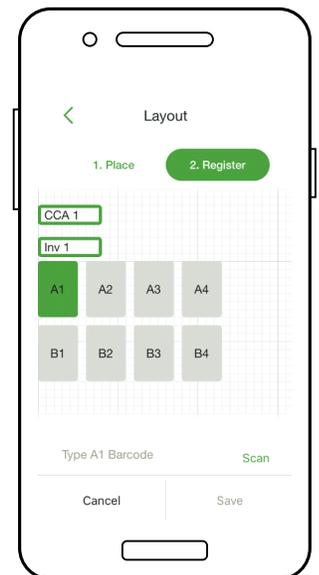 Layout
1. Place
2. Register
CCA 1
Inv 1
A1 A2 A3 A4
B1 B2 B3 B4
Type A1 Barcode
Scan
Cancel
Save